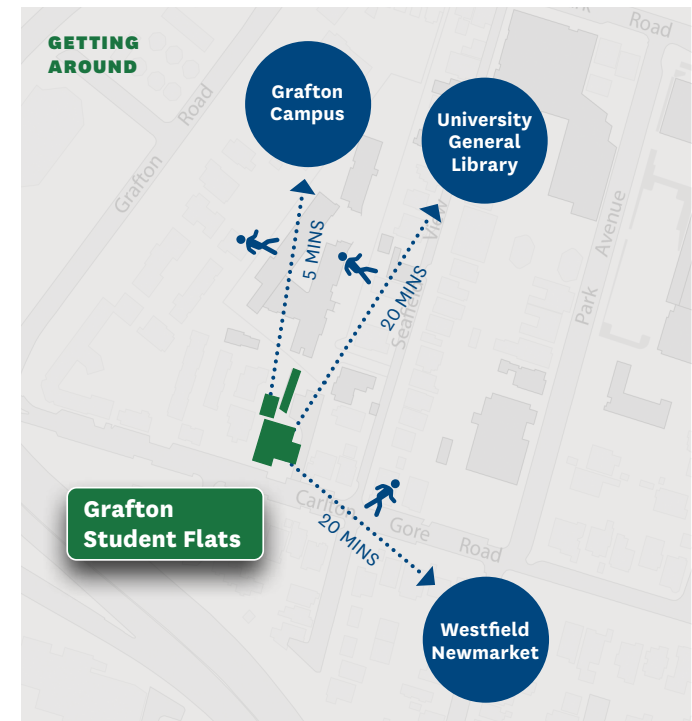 GETTING
AROUND
Road
Grafton
Campus
University
General
Library
Road
Grafton
View
Avenue
Park
5 MINS
20 MINS
Grafton
Student Flats
Carlton
Gore
Road
20 MINS
Westfield
Newmarket